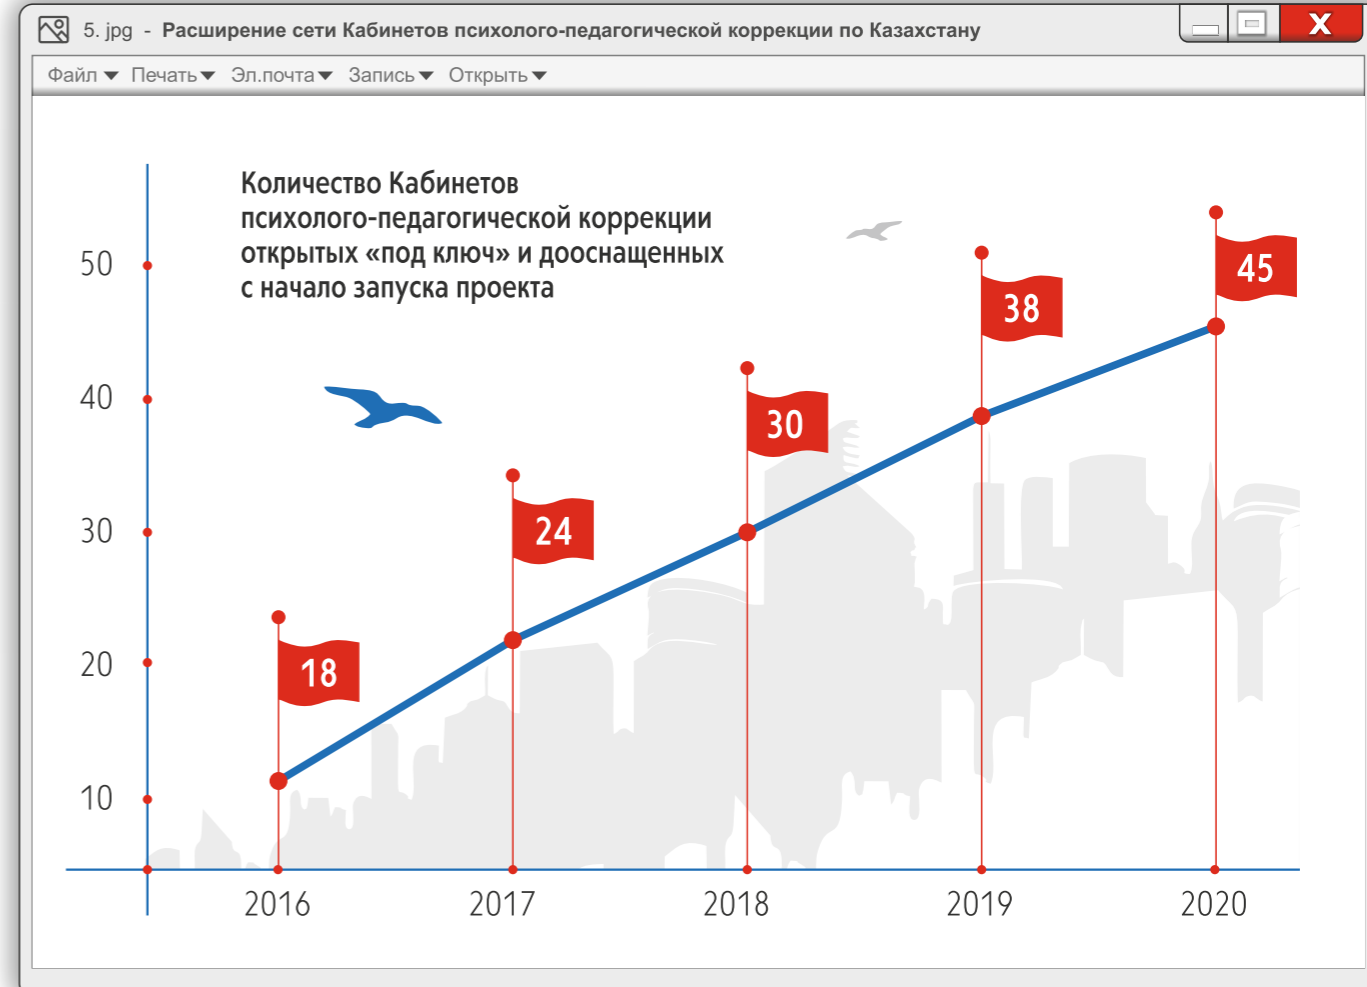 5. jpg - Расширение сети Кабинетов психолого-педагогической коррекции по Казахстану
X
Файл Печать Эл.почта Запись Открыть
Количество Кабинетов
психолого-педагогической коррекции
открытых «под ключ» и дооснащенных
с начало запуска проекта
50
40
30
20
10
18
24
30
38
45
2016 2017 2018 2019 2020